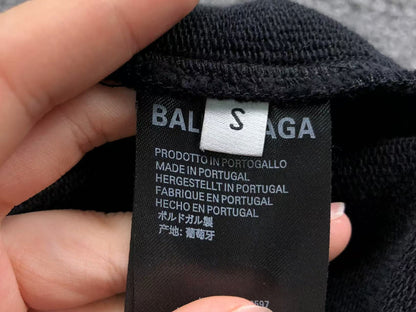 S
BAL AGA
PRODOTTO IN PORTOGALLO
MADE IN PORTUGAL
HERGESTELLT IN PORTUGAL
FABRIQUE EN PORTUGAL
HECHO EN PORTUGAL
ポルトガル製
产地: 葡萄牙
597